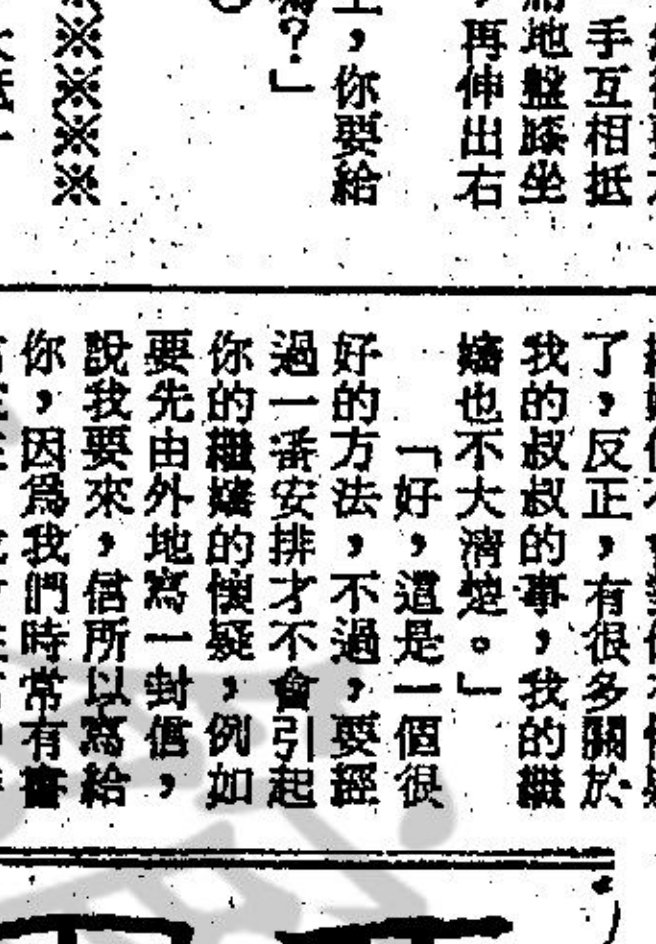 手互相抵
地盤膝坐
再伸出右
，你要給
？」
※※※※
了，反正，有很多關於
我的叔叔的事，我的繼
嬸也不大清楚。」
「好，這是一個很
好的方法，不過，要經
過一番安排才不會引起
你的繼嬸的懷疑，例如
要先由外地寫一封信，
說我要來，信所以寫給
你，因爲我們時常有書